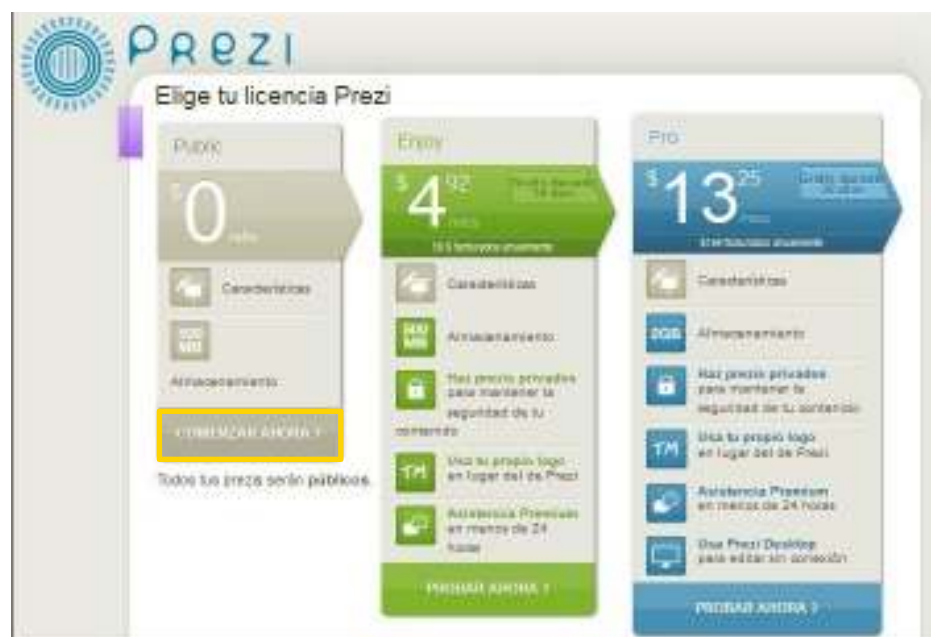 PREZI
Elige tu licencia Prezi
Public
$0
Características
Almacenamiento
COMENZAR AHORA >
Todos tus prezis serán públicos.
Enjoy
$4.92
Características
Almacenamiento
Haz prezis privados
para mantener la
seguridad de tu
contenido
Usa tu propio logo
en lugar del de Prezi
Asistencia Premium
en menos de 24
horas
PROBAR AHORA >
Pro
$13.25
Características
2GB
Almacenamiento
Haz prezis privados
para mantener la
seguridad de tu contenido
TM
Usa tu propio logo
en lugar del de Prezi
Asistencia Premium
en menos de 24 horas
Usa Prezi Desktop
para editar sin conexión
PROBAR AHORA >